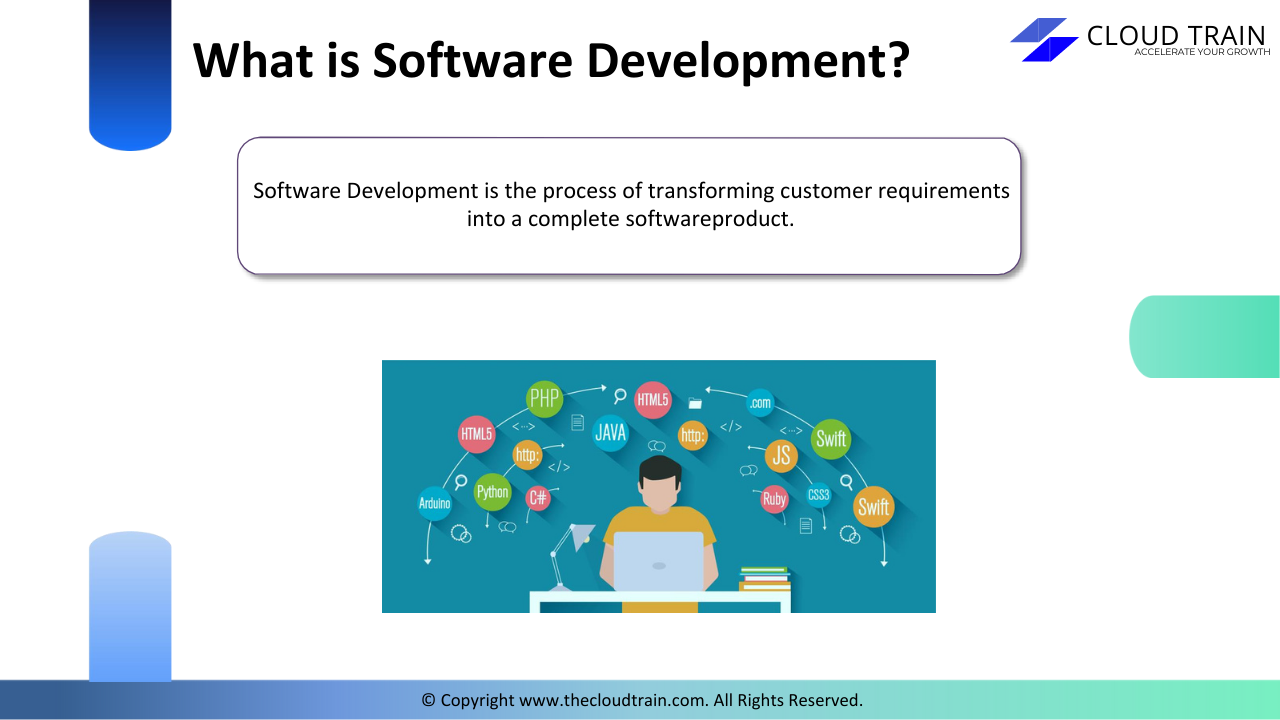 What is Software Development?
CLOUD TRAIN
ACCELERATE YOUR GROWTH
Software Development is the process of transforming customer requirements
into a complete softwareproduct.
PHP
HTML5
.com
HTML5
JAVA
http:
Swift
http:
JS
Arduino
Python
C#
Ruby
CSS3
Swift
</>
</>
<...>
<...>
© Copyright www.thecloudtrain.com. All Rights Reserved.